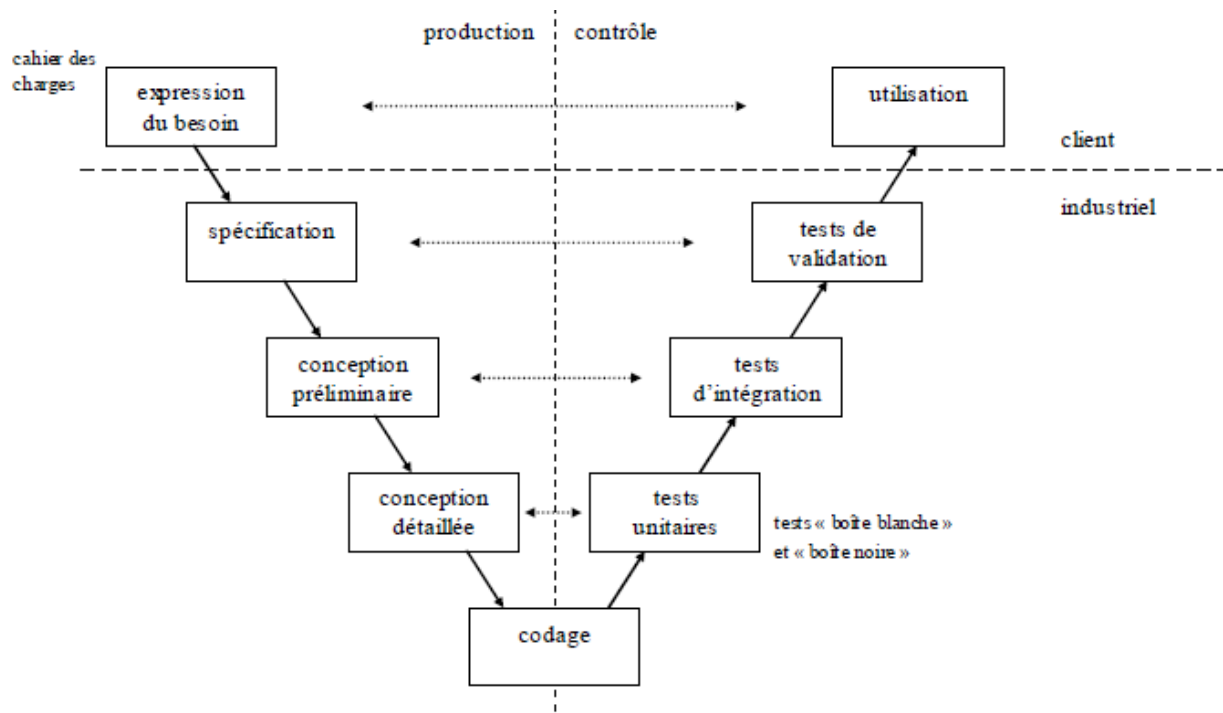 production
contrôle
cahier des
charges
expression
du besoin
utilisation
client
industriel
spécification
tests de
validation
conception
préliminaire
tests
d'intégration
conception
détaillée
tests
unitaires
tests « boîte blanche »
et « boîte noire »
codage